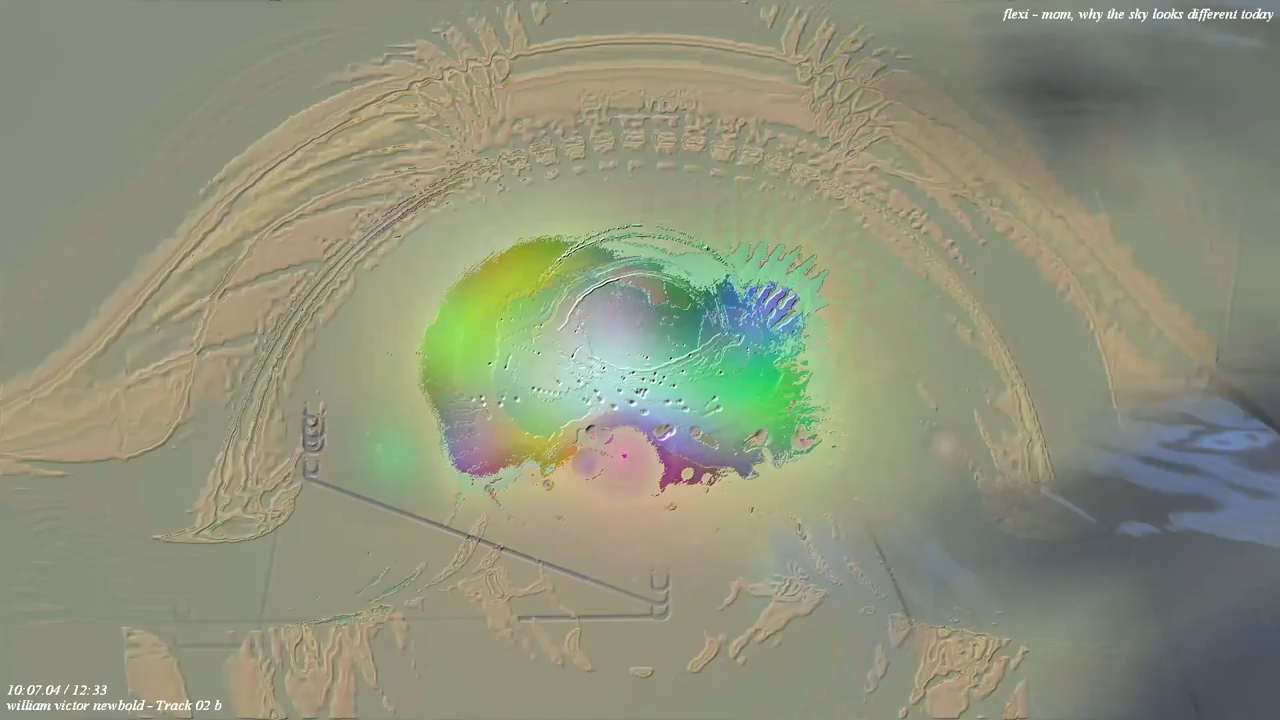 flexi - mom, why the sky looks different today
10:07.04 / 12:33
william victor newbold - Track 02 b